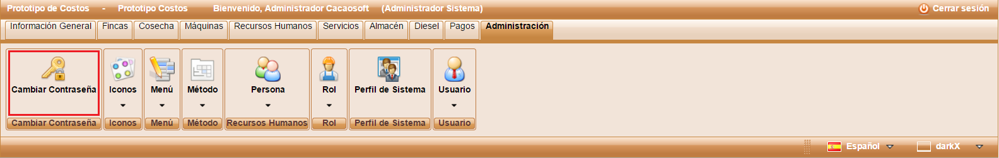 Prototipo de Costos - Prototipo Costos Bienvenido, Administrador Cacaosoft (Administrador Sistema) Cerrar sesión
Información General Fincas Cosecha Máquinas Recursos Humanos Servicios Almacén Diesel Pagos Administración
Cambiar Contraseña Iconos Menú Método Persona Rol Perfil de Sistema Usuario
Cambiar Contraseña Iconos Menú Método Recursos Humanos Rol Perfil de Sistema Usuario
Español darkX